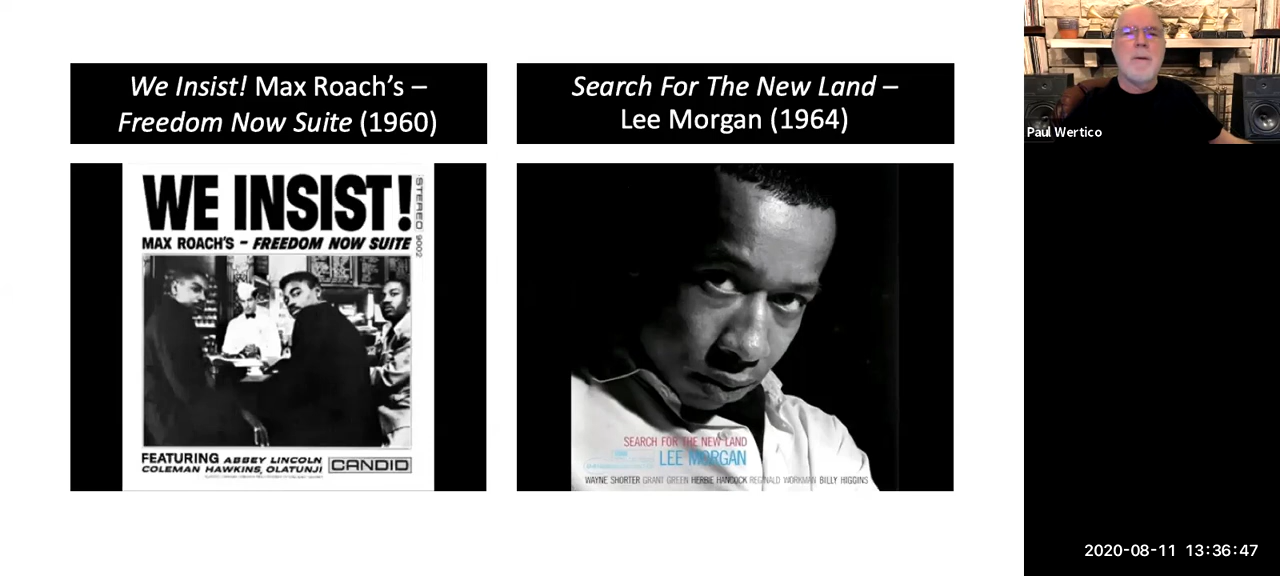 We Insist! Max Roach's –
Freedom Now Suite (1960)
Search For The New Land –
Lee Morgan (1964)
WE INSIST!
STEREO 9002
MAX ROACH'S - FREEDOM NOW SUITE
FEATURING ABBEY LINCOLN
COLEMAN HAWKINS, OLATUNJI
CANDID
SEARCH FOR THE NEW LAND
LEE MORGAN
WAYNE SHORTER GRANT GREEN HERBIE HANCOCK REGINALD WORKMAN BILLY HIGGINS
Paul Wertico
2020-08-11 13:36:47